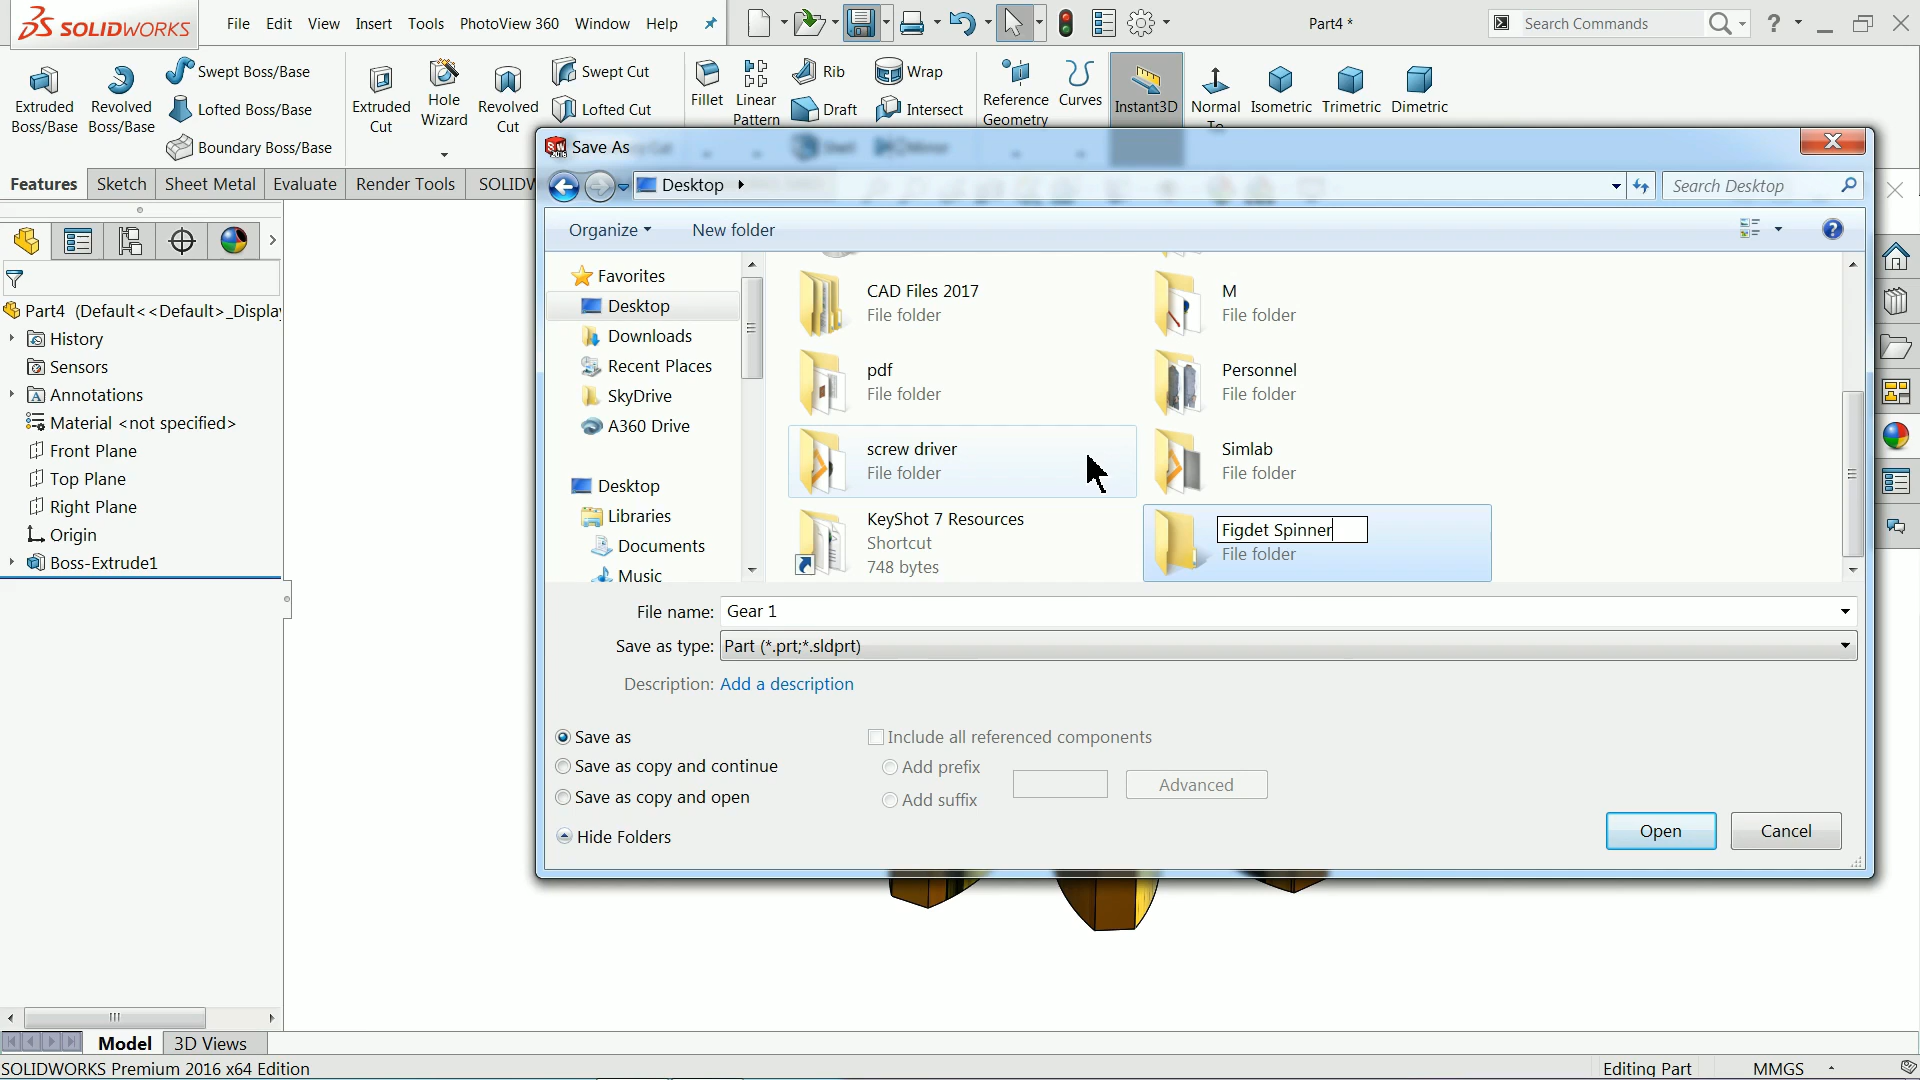 SOLIDWORKS
File Edit View Insert Tools PhotoView 360 Window Help
Part4 *
Search Commands
?
Extruded Boss/Base
Revolved Boss/Base
Swept Boss/Base
Lofted Boss/Base
Boundary Boss/Base
Extruded Cut
Hole Wizard
Revolved Cut
Swept Cut
Lofted Cut
Fillet
Linear Pattern
Rib
Draft
Wrap
Intersect
Reference Geometry
Curves
Instant3D
Normal To
Isometric
Trimetric
Dimetric
Features Sketch Sheet Metal Evaluate Render Tools SOLIDW
Part4 (Default<<Default>_Displa
History
Sensors
Annotations
Material <not specified>
Front Plane
Top Plane
Right Plane
Origin
Boss-Extrude1
Save As
Desktop
Search Desktop
Organize New folder
?
Favorites
Desktop
Downloads
Recent Places
SkyDrive
A360 Drive
Desktop
Libraries
Documents
Music
CAD Files 2017
File folder
M
File folder
pdf
File folder
Personnel
File folder
screw driver
File folder
Simlab
File folder
KeyShot 7 Resources
Shortcut
748 bytes
Figdet Spinner
File folder
File name: Gear 1
Save as type: Part (*.prt;*.sldprt)
Description: Add a description
Save as
Save as copy and continue
Save as copy and open
Include all referenced components
Add prefix
Add suffix
Advanced
Hide Folders
Open Cancel
Model 3D Views
SOLIDWORKS Premium 2016 x64 Edition
Editing Part MMGS